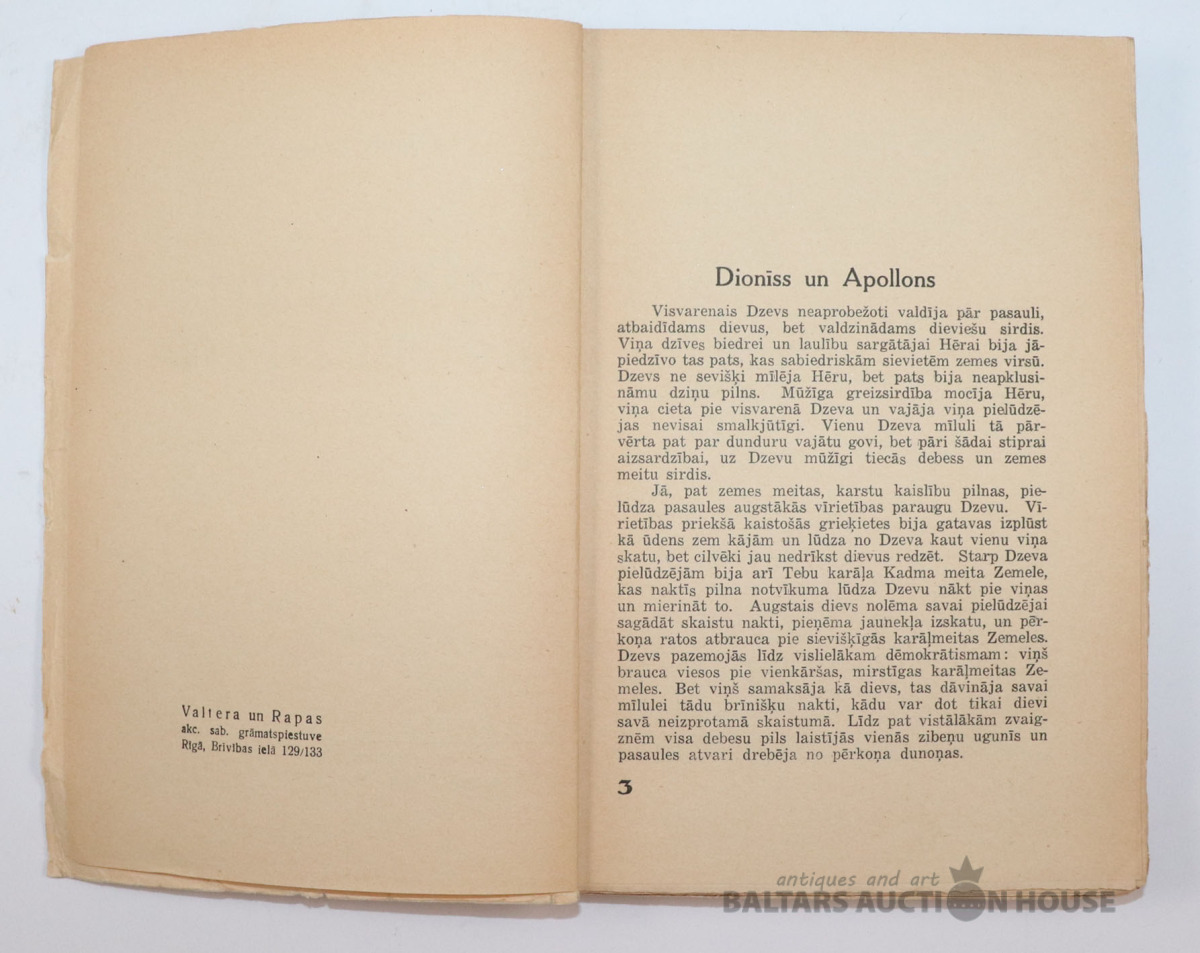 Valtera un Rapas
akc. sab. grāmatspiestuve
Rīgā, Brīvības ielā 129/133
Dionīss un Apollons
Visvarenais Dzevs neaprobežoti valdīja pār pasauli,
atbaidīdams dievus, bet valdzinādams dieviešu sirdis.
Viņa dzīves biedrei un laulību sargātājai Hērai bija jā-
piedzīvo tas pats, kas sabiedriskām sievietēm zemes virsū.
Dzevs ne sevišķi mīlēja Hēru, bet pats bija neapklusi-
nāmu dziņu pilns. Mūžīga greizsirdība mocīja Hēru,
viņa cieta pie visvarenā Dzeva un vajāja viņa pielūdzē-
jas nevisai smalkjūtīgi. Vienu Dzeva mīluli tā pār-
vērta pat par dunduru vajātu govi, bet pāri šādai stiprai
aizsardzībai, uz Dzevu mūžīgi tiecās debess un zemes
meitu sirdis.
Jā, pat zemes meitas, karstu kaislību pilnas, pie-
lūdza pasaules augstākās vīrietības paraugu Dzevu. Vī-
rietības priekšā kaistošās grieķietes bija gatavas izplūst
kā ūdens zem kājām un lūdza no Dzeva kaut vienu viņa
skatu, bet cilvēki jau nedrīkst dievus redzēt. Starp Dzeva
pielūdzējām bija arī Tebu karāļa Kadma meita Zemele,
kas naktīs pilna notvīkuma lūdza Dzevu nākt pie viņas
un mierināt to. Augstais dievs nolēma savai pielūdzējai
sagādāt skaistu nakti, pieņēma jaunekļa izskatu, un pēr-
koņa ratos atbrauca pie sievišķīgās karāļmeitas Zemeles.
Dzevs pazemojās līdz vislielākam dēmokrātismam: viņš
brauca viesos pie vienkāršas, mirstīgas karāļmeitas Ze-
meles. Bet viņš samaksāja kā dievs, tas dāvināja savai
mīlulei tādu brīnišķu nakti, kādu var dot tikai dievi
savā neizprotamā skaistumā. Līdz pat vistālākām zvaig-
znēm visa debesu pils laistījās vienās zibeņu ugunīs un
pasaules atvari drebēja no pērkoņa dunoņas.
3
antiques and art
BALTARS AUCTION HOUSE